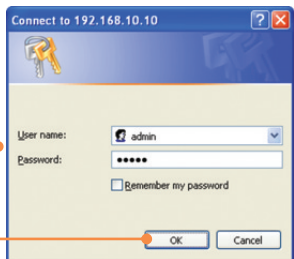 Connect to 192.168.10.10
User name:
admin
Password:
•••••
Remember my password
OK
Cancel